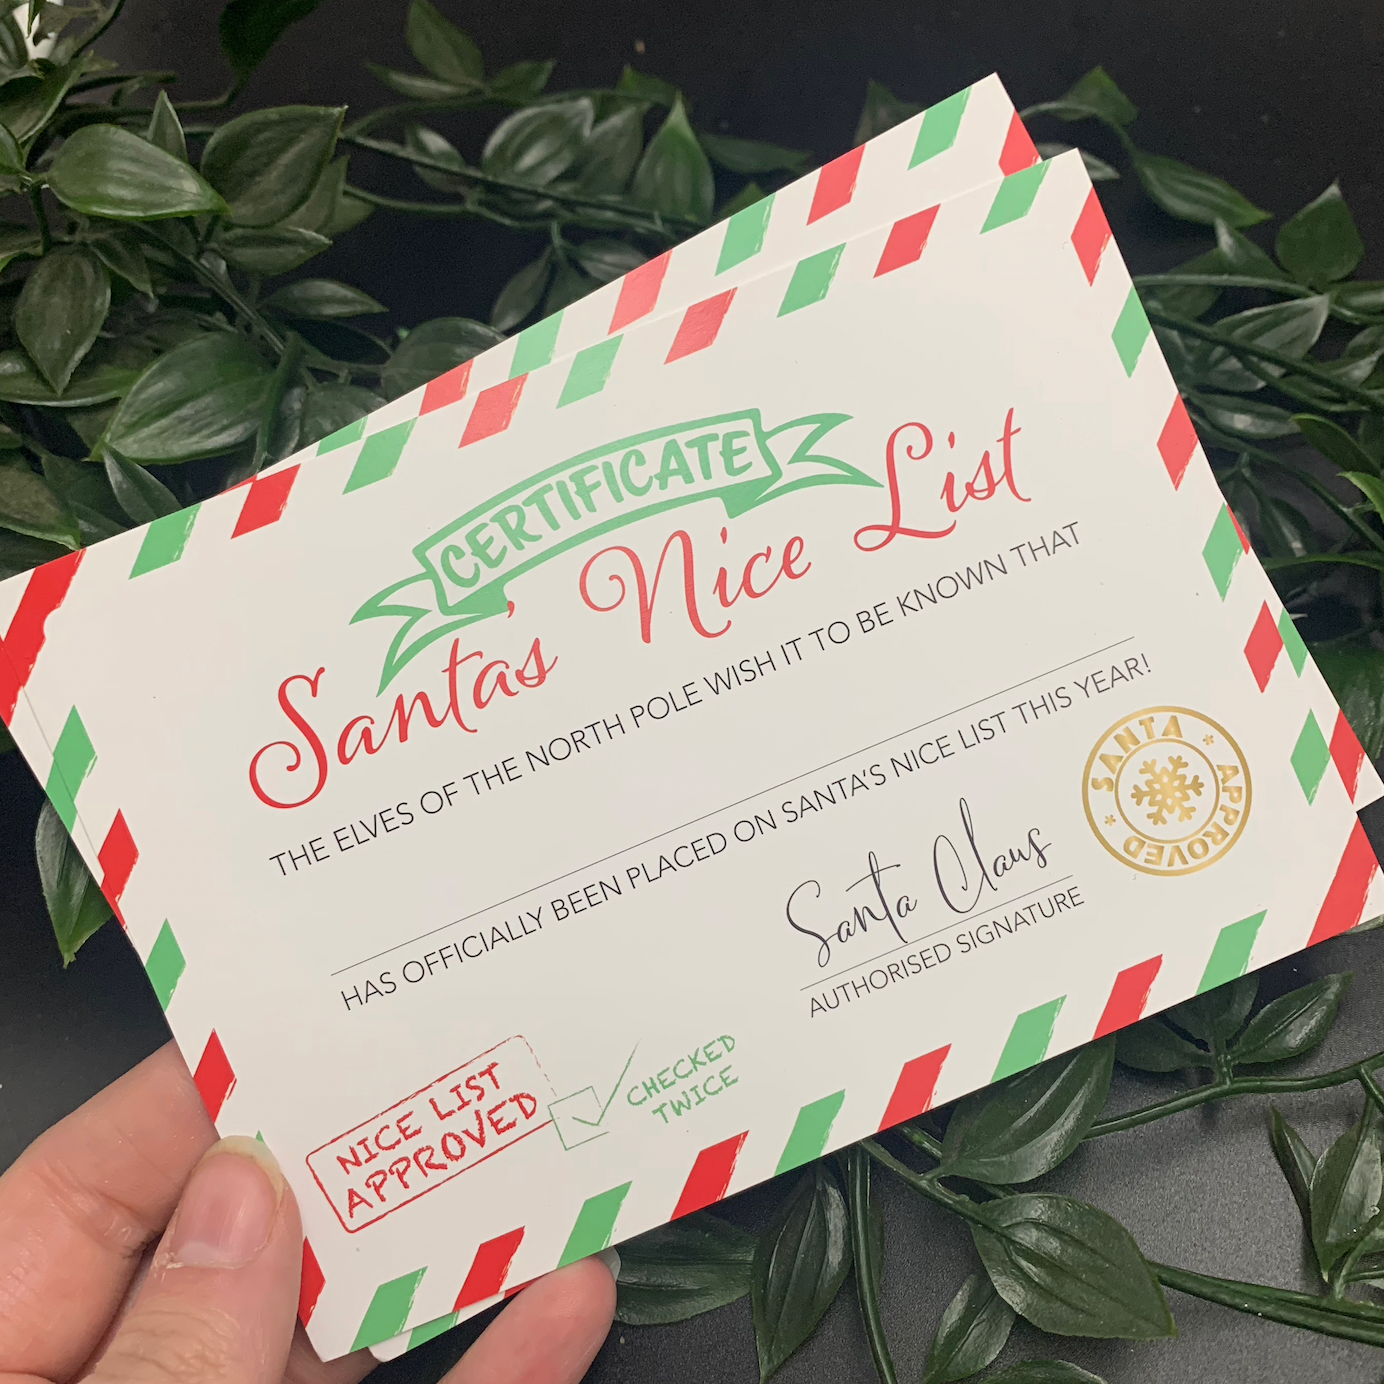 CERTIFICATE
Santa's Nice List
THE ELVES OF THE NORTH POLE WISH IT TO BE KNOWN THAT
HAS OFFICIALLY BEEN PLACED ON SANTA'S NICE LIST THIS YEAR!
SANTA APPROVED
Santa Claus
AUTHORISED SIGNATURE
NICE LIST
APPROVED
CHECKED
TWICE